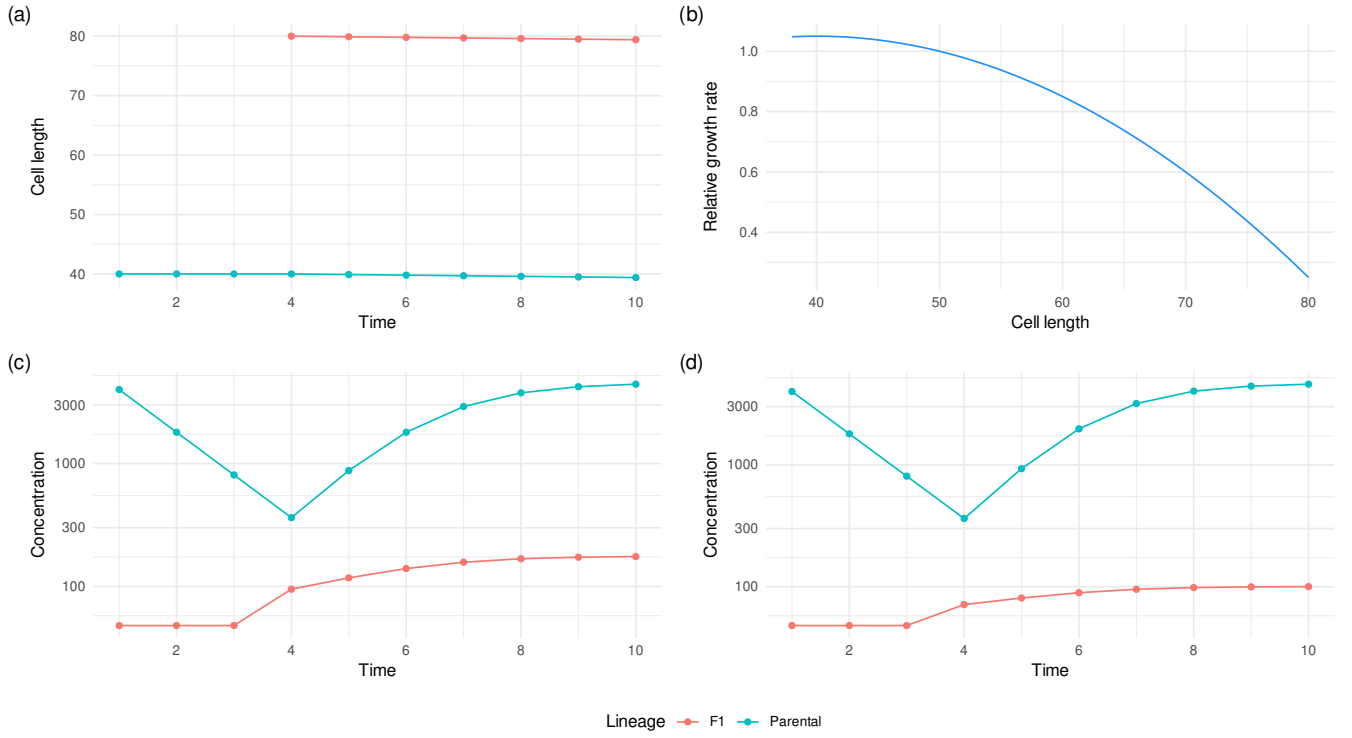 (a)
80
70
60
50
40
Cell length
2
4
6
8
10
Time
(b)
1.0
0.8
0.6
0.4
Relative growth rate
40
50
60
70
80
Cell length
(c)
3000
1000
300
100
Concentration
2
4
6
8
10
Time
(d)
3000
1000
300
100
Concentration
2
4
6
8
10
Time
Lineage F1 Parental